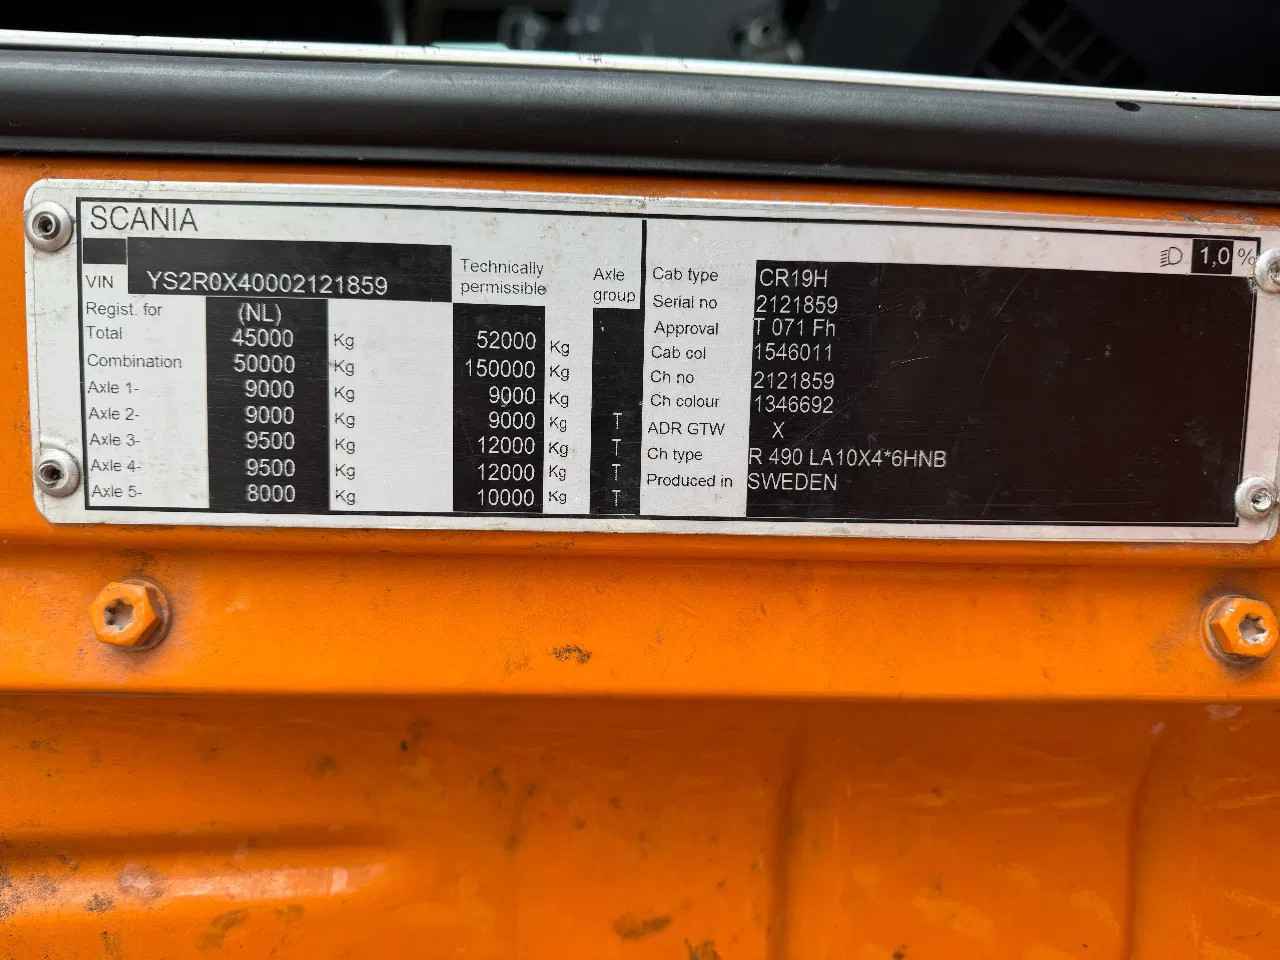 SCANIA
VIN YS2R0X40002121859
Technically permissible
Axle group
Regist. for (NL)
Total 45000 Kg 52000 Kg
Combination 50000 Kg 150000 Kg
Axle 1- 9000 Kg 9000 Kg
Axle 2- 9000 Kg 9000 Kg T
Axle 3- 9500 Kg 12000 Kg T
Axle 4- 9500 Kg 12000 Kg T
Axle 5- 8000 Kg 10000 Kg T
1,0 %
Cab type CR19H
Serial no 2121859
Approval T 071 Fh
Cab col 1546011
Ch no 2121859
Ch colour 1346692
ADR GTW X
Ch type R 490 LA10X4*6HNB
Produced in SWEDEN